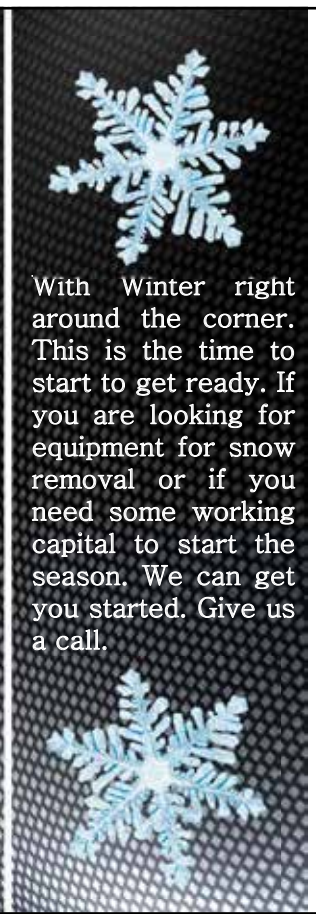 With Winter right
around the corner.
This is the time to
start to get ready. If
you are looking for
equipment for snow
removal or if you
need some working
capital to start the
season. We can get
you started. Give us
a call.